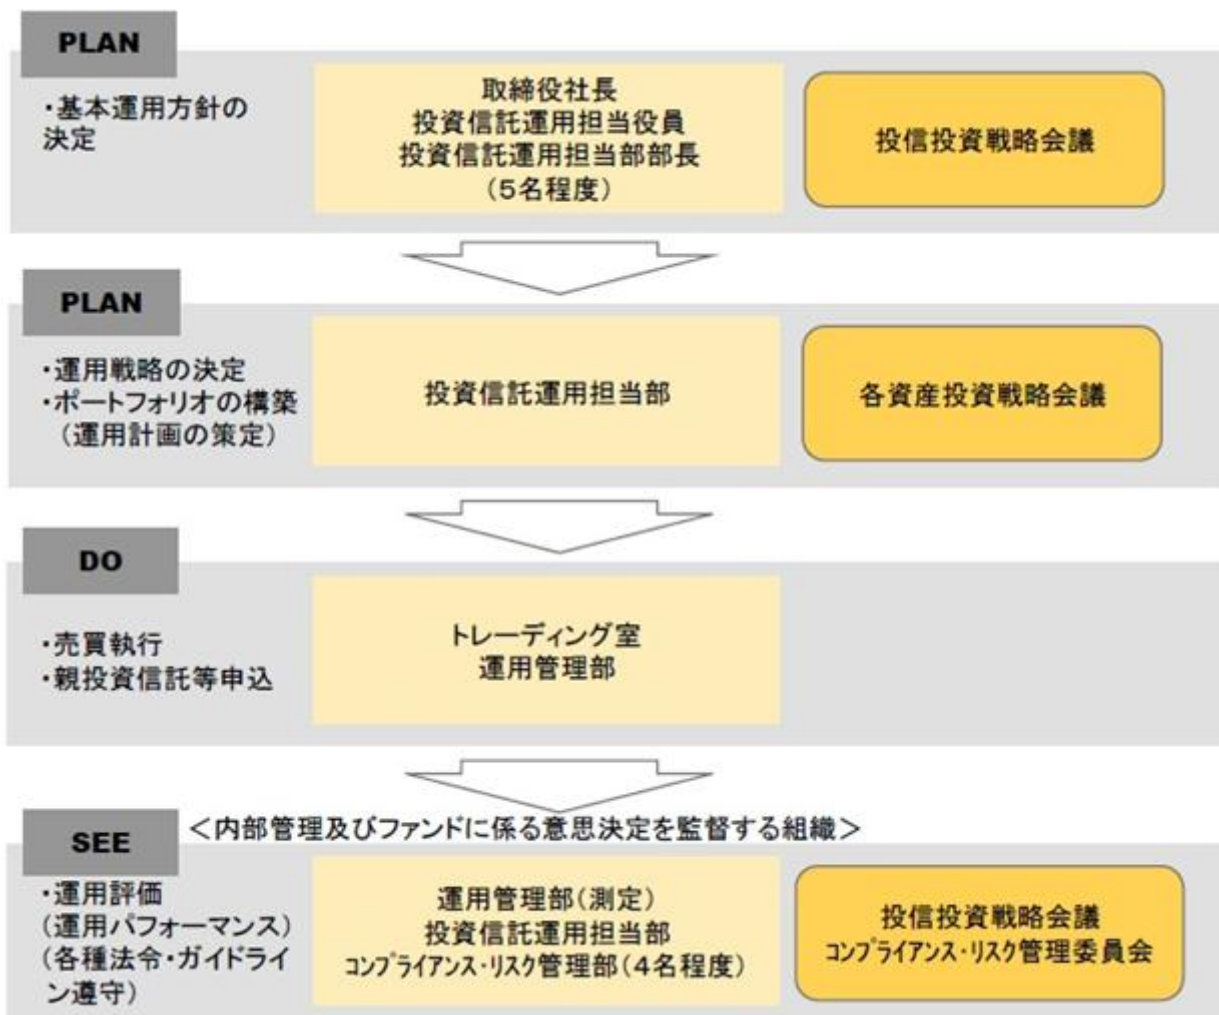 PLAN
・基本運用方針の
決定
取締役社長
投資信託運用担当役員
投資信託運用担当部部長
(５名程度)
投信投資戦略会議
PLAN
・運用戦略の決定
・ポートフォリオの構築
(運用計画の策定)
投資信託運用担当部
各資産投資戦略会議
DO
・売買執行
・親投資信託等申込
トレーディング室
運用管理部
SEE
＜内部管理及びファンドに係る意思決定を監督する組織＞
・運用評価
(運用パフォーマンス)
(各種法令・ガイドライ
ン遵守)
運用管理部(測定)
投資信託運用担当部
ｺﾝﾌﾟﾗｲｱﾝｽ･ﾘｽｸ管理部(４名程度)
投信投資戦略会議
ｺﾝﾌﾟﾗｲｱﾝｽ･ﾘｽｸ管理委員会